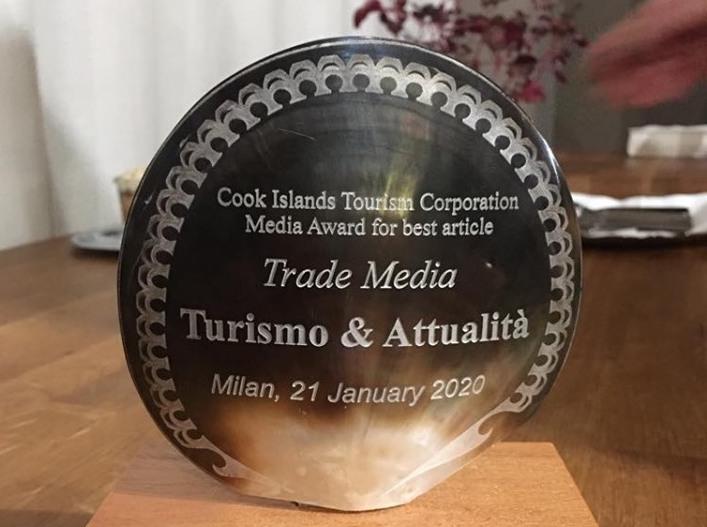 Cook Islands Tourism Corporation
Media Award for best article
Trade Media
Turismo & Attualità
Milan, 21 January 2020